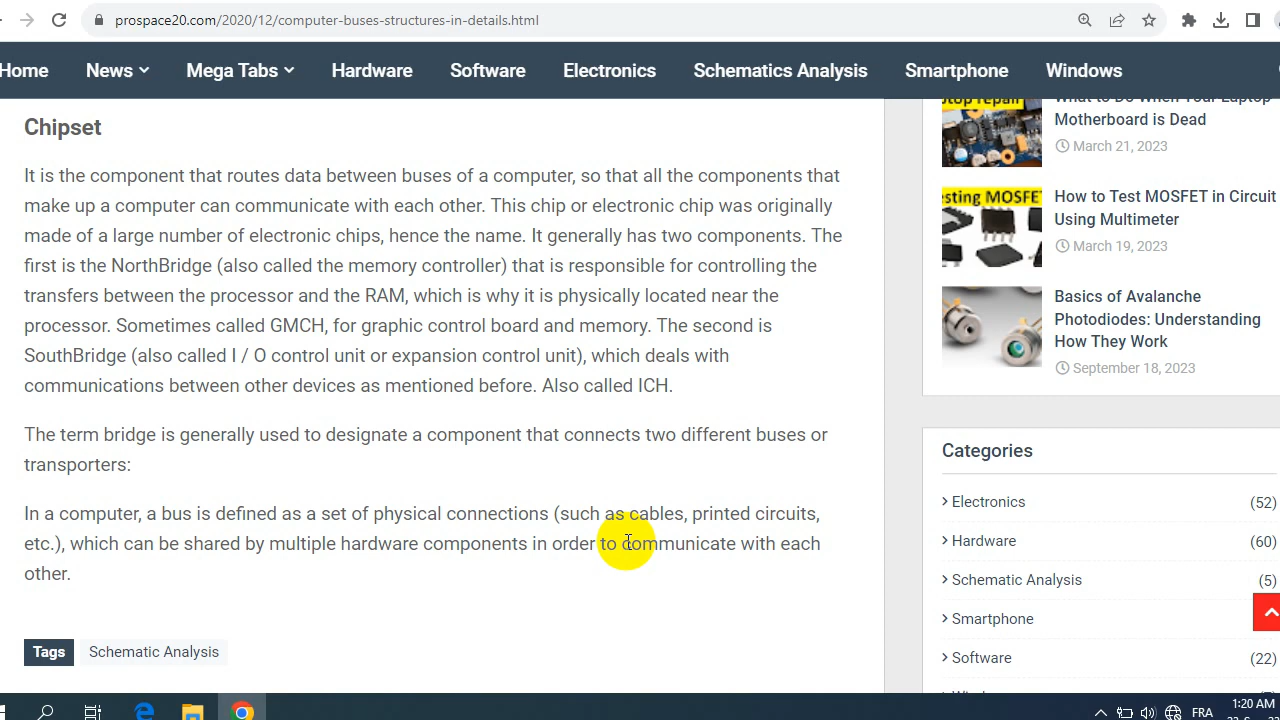 prospace20.com/2020/12/computer-buses-structures-in-details.html
Home News Mega Tabs Hardware Software Electronics Schematics Analysis Smartphone Windows
Chipset
It is the component that routes data between buses of a computer, so that all the components that
make up a computer can communicate with each other. This chip or electronic chip was originally
made of a large number of electronic chips, hence the name. It generally has two components. The
first is the NorthBridge (also called the memory controller) that is responsible for controlling the
transfers between the processor and the RAM, which is why it is physically located near the
processor. Sometimes called GMCH, for graphic control board and memory. The second is
SouthBridge (also called I / O control unit or expansion control unit), which deals with
communications between other devices as mentioned before. Also called ICH.
The term bridge is generally used to designate a component that connects two different buses or
transporters:
In a computer, a bus is defined as a set of physical connections (such as cables, printed circuits,
etc.), which can be shared by multiple hardware components in order to communicate with each
other.
Tags Schematic Analysis
What to Do When Your Laptop
Motherboard is Dead
March 21, 2023
How to Test MOSFET in Circuit
Using Multimeter
March 19, 2023
Basics of Avalanche
Photodiodes: Understanding
How They Work
September 18, 2023
Categories
Electronics (52)
Hardware (60)
Schematic Analysis (5)
Smartphone
Software (22)
FRA
1:20 AM